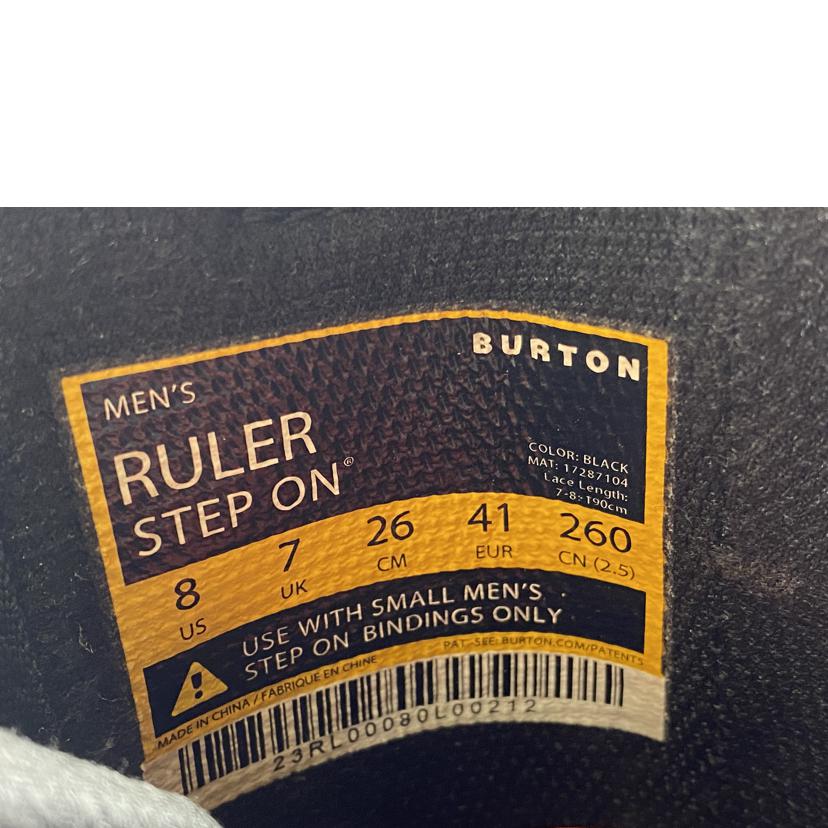 BURTON
MEN'S
RULER
STEP ON®
COLOR: BLACK
MAT: 17287104
Lace Length:
7-8:190cm
8 7 26 41 260
US UK CM EUR CN (2.5)
USE WITH SMALL MEN'S
STEP ON BINDINGS ONLY
PAT.-SEE: BURTON.COM/PATENTS
MADE IN CHINA / FABRIQUE EN CHINE
23RL00080L00212